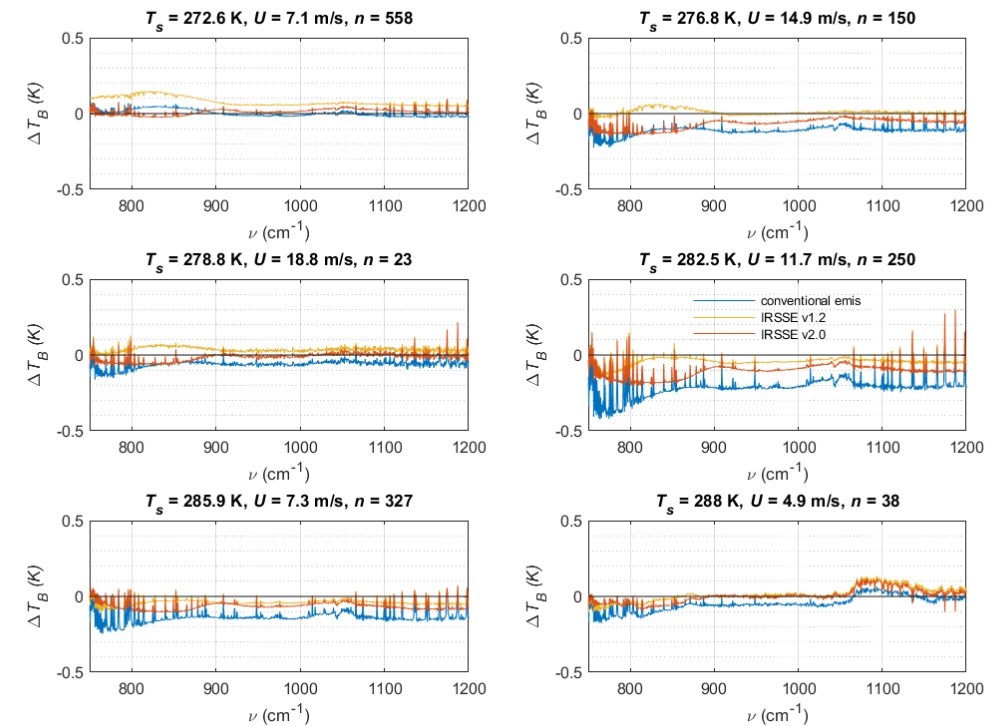 T_s = 272.6 K, U = 7.1 m/s, n = 558
0.5
0
-0.5
Δ T_B (K)
800 900 1000 1100 1200
ν (cm^-1)
T_s = 276.8 K, U = 14.9 m/s, n = 150
0.5
0
-0.5
Δ T_B (K)
800 900 1000 1100 1200
ν (cm^-1)
T_s = 278.8 K, U = 18.8 m/s, n = 23
0.5
0
-0.5
Δ T_B (K)
800 900 1000 1100 1200
ν (cm^-1)
T_s = 282.5 K, U = 11.7 m/s, n = 250
conventional emis
IRSSE v1.2
IRSSE v2.0
0.5
0
-0.5
Δ T_B (K)
800 900 1000 1100 1200
ν (cm^-1)
T_s = 285.9 K, U = 7.3 m/s, n = 327
0.5
0
-0.5
Δ T_B (K)
800 900 1000 1100 1200
ν (cm^-1)
T_s = 288 K, U = 4.9 m/s, n = 38
0.5
0
-0.5
Δ T_B (K)
800 900 1000 1100 1200
ν (cm^-1)